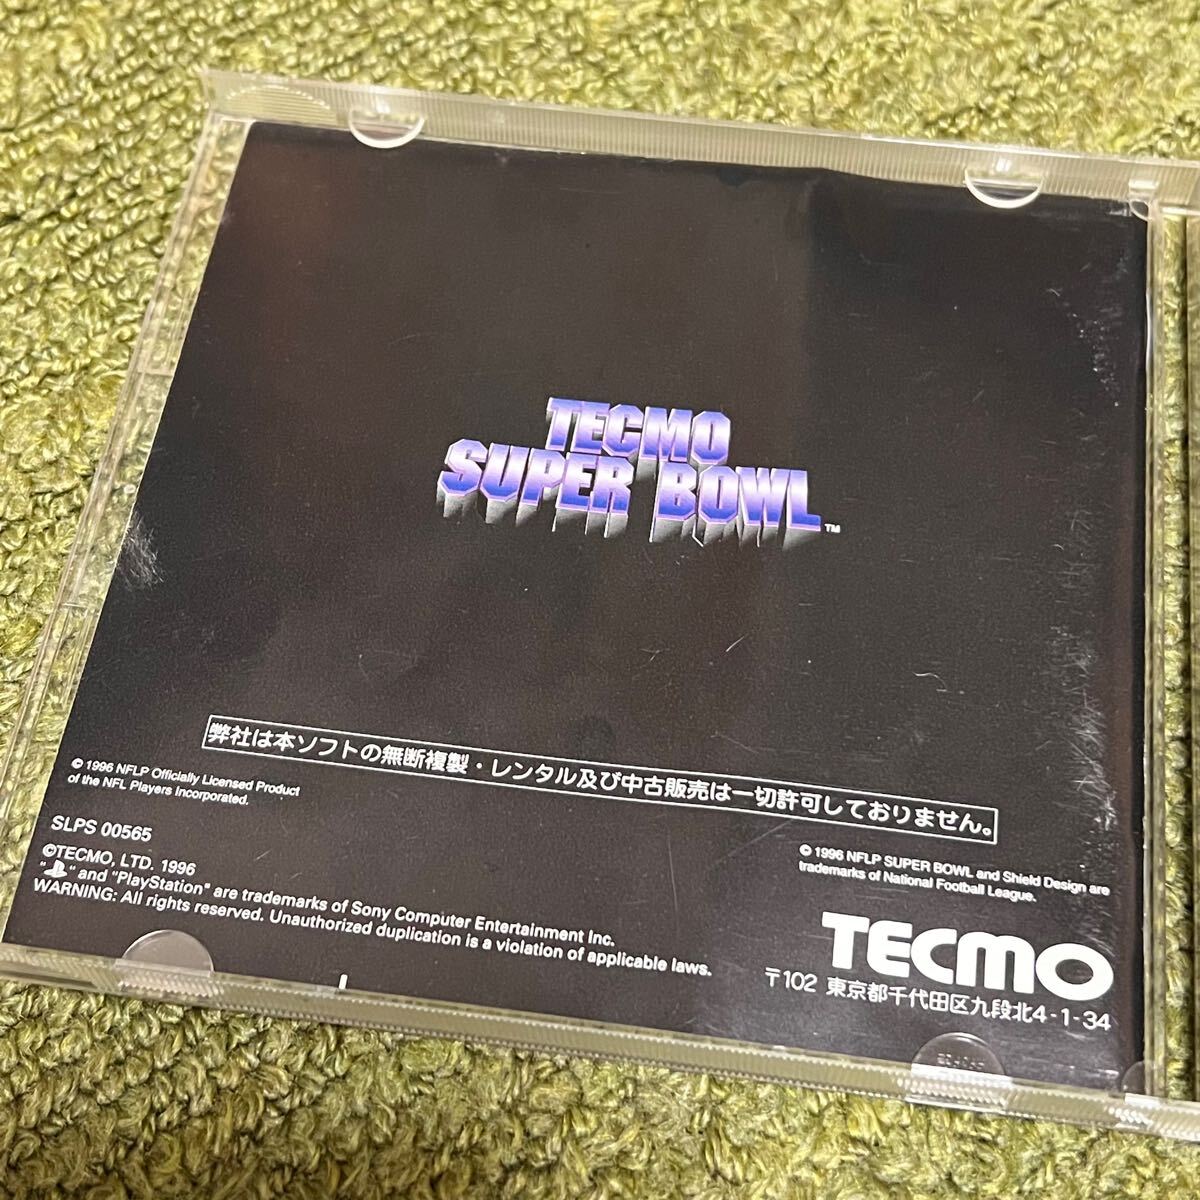 TECMO
SUPER BOWL™
弊社は本ソフトの無断複製・レンタル及び中古販売は一切許可しておりません。
© 1996 NFLP Officially Licensed Product
of the NFL Players Incorporated.
SLPS 00565
©TECMO, LTD. 1996
" " and "PlayStation" are trademarks of Sony Computer Entertainment Inc.
WARNING: All rights reserved. Unauthorized duplication is a violation of applicable laws.
© 1996 NFLP SUPER BOWL and Shield Design are
trademarks of National Football League.
TECMO
〒102 東京都千代田区九段北4-1-34